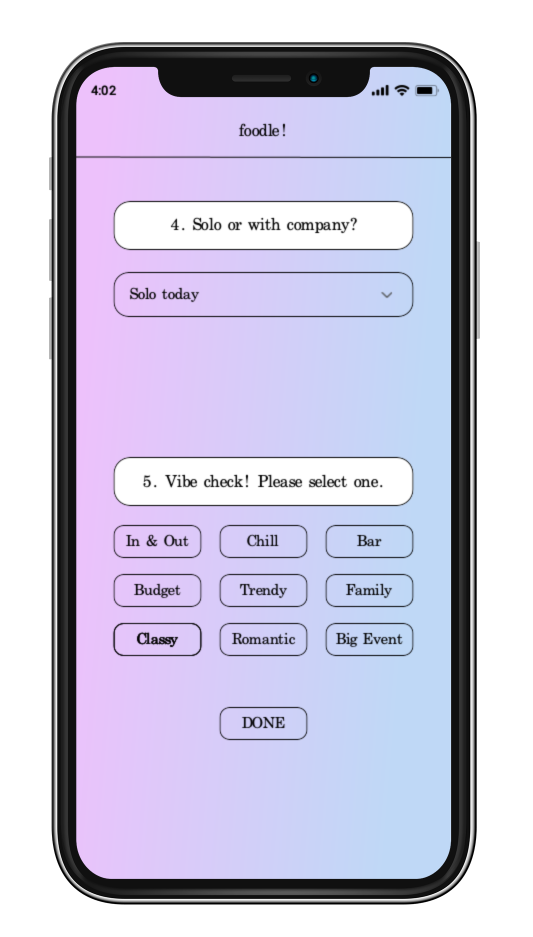 4:02
foodle!
4. Solo or with company?
Solo today
5. Vibe check! Please select one.
In & Out
Chill
Bar
Budget
Trendy
Family
Classy
Romantic
Big Event
DONE